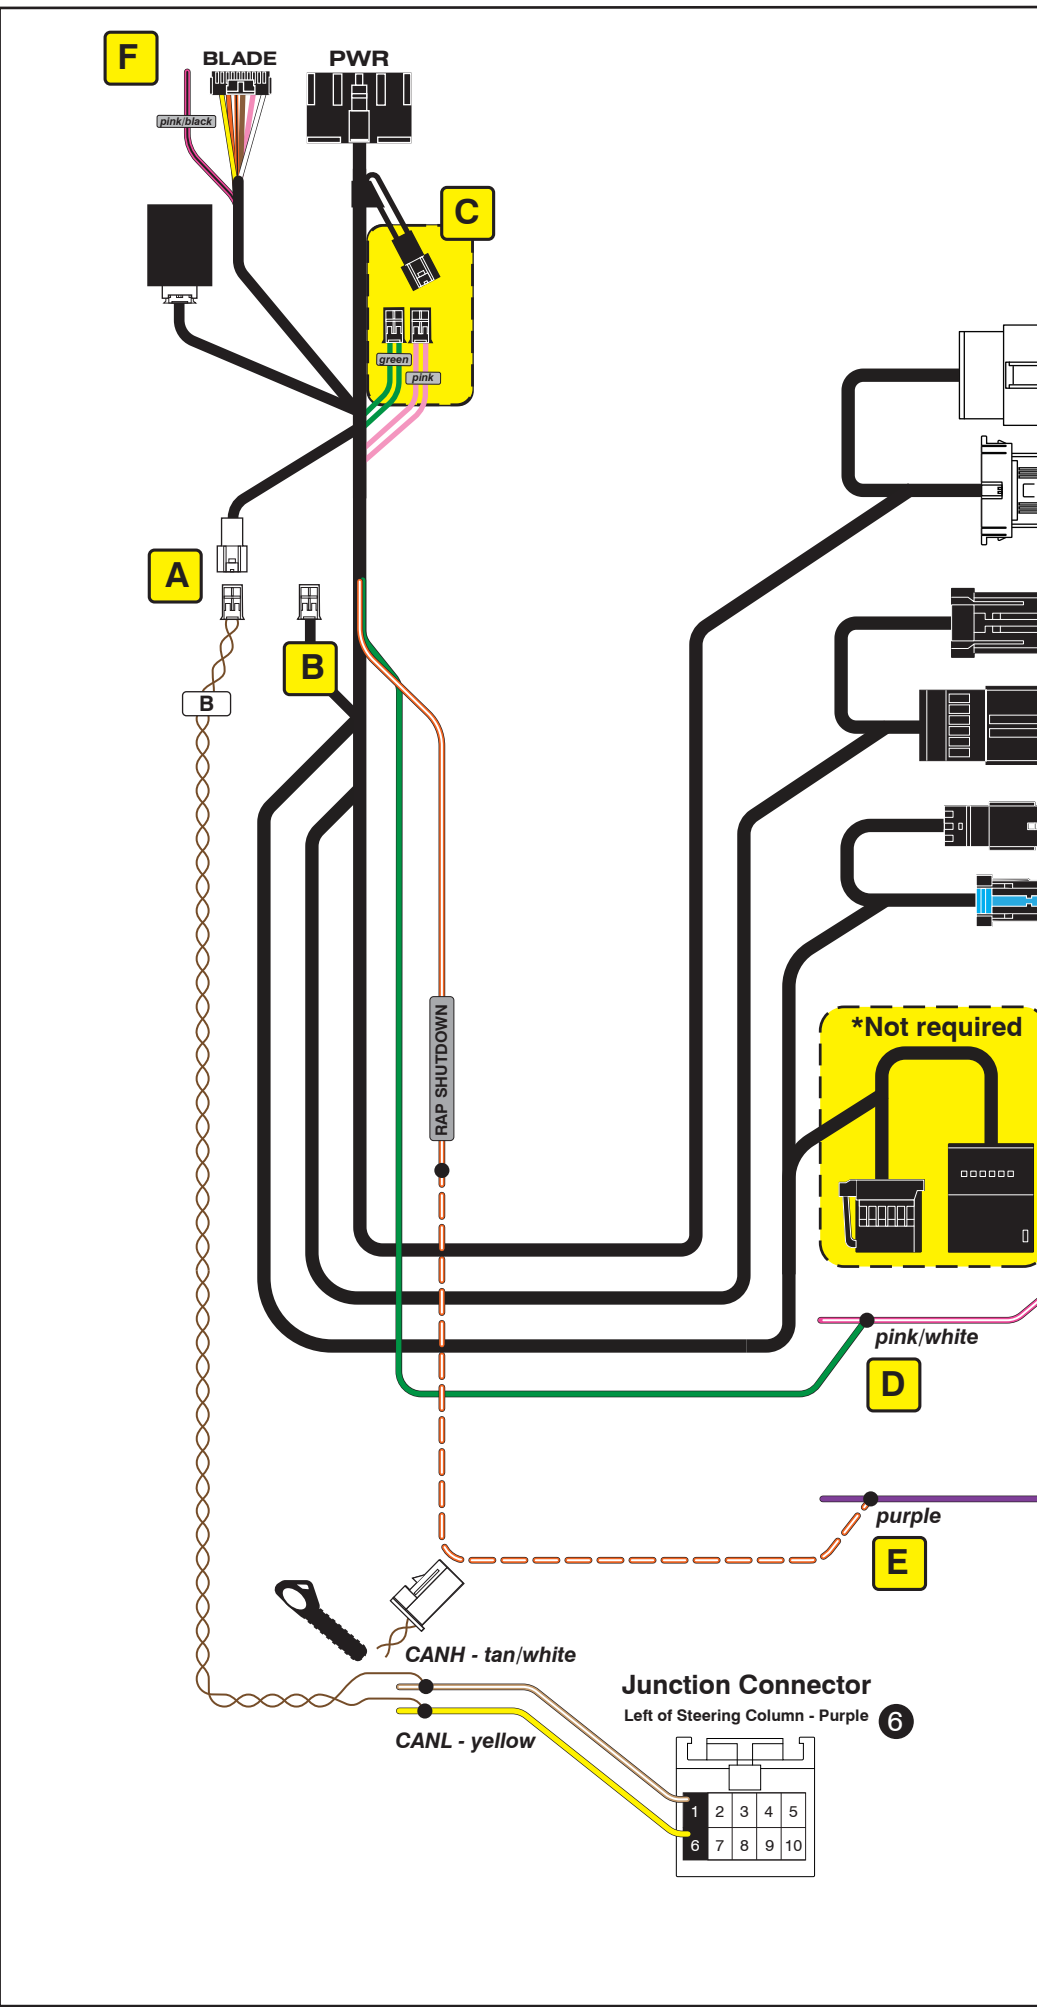 F
BLADE
PWR
pink/black
C
green
pink
A
B
B
RAP SHUTDOWN
*Not required
pink/white
D
purple
E
CANH - tan/white
Junction Connector
Left of Steering Column - Purple 6
CANL - yellow
1 2 3 4 5
6 7 8 9 10